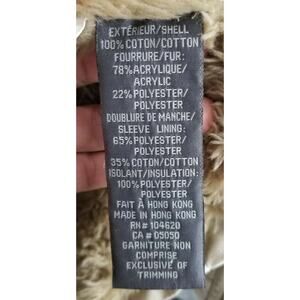 EXTÉRIEUR/SHELL
100% COTON/COTTON
FOURRURE/FUR:
78% ACRYLIQUE/
ACRYLIC
22% POLYESTER/
POLYESTER
DOUBLURE DE MANCHE/
SLEEVE LINING:
65% POLYESTER/
POLYESTER
35% COTON/COTTON
ISOLANT/INSULATION:
100% POLYESTER/
POLYESTER
FAIT À HONG KONG
MADE IN HONG KONG
RN# 104620
CA # 05050
GARNITURE NON
COMPRISE
EXCLUSIVE OF
TRIMMING